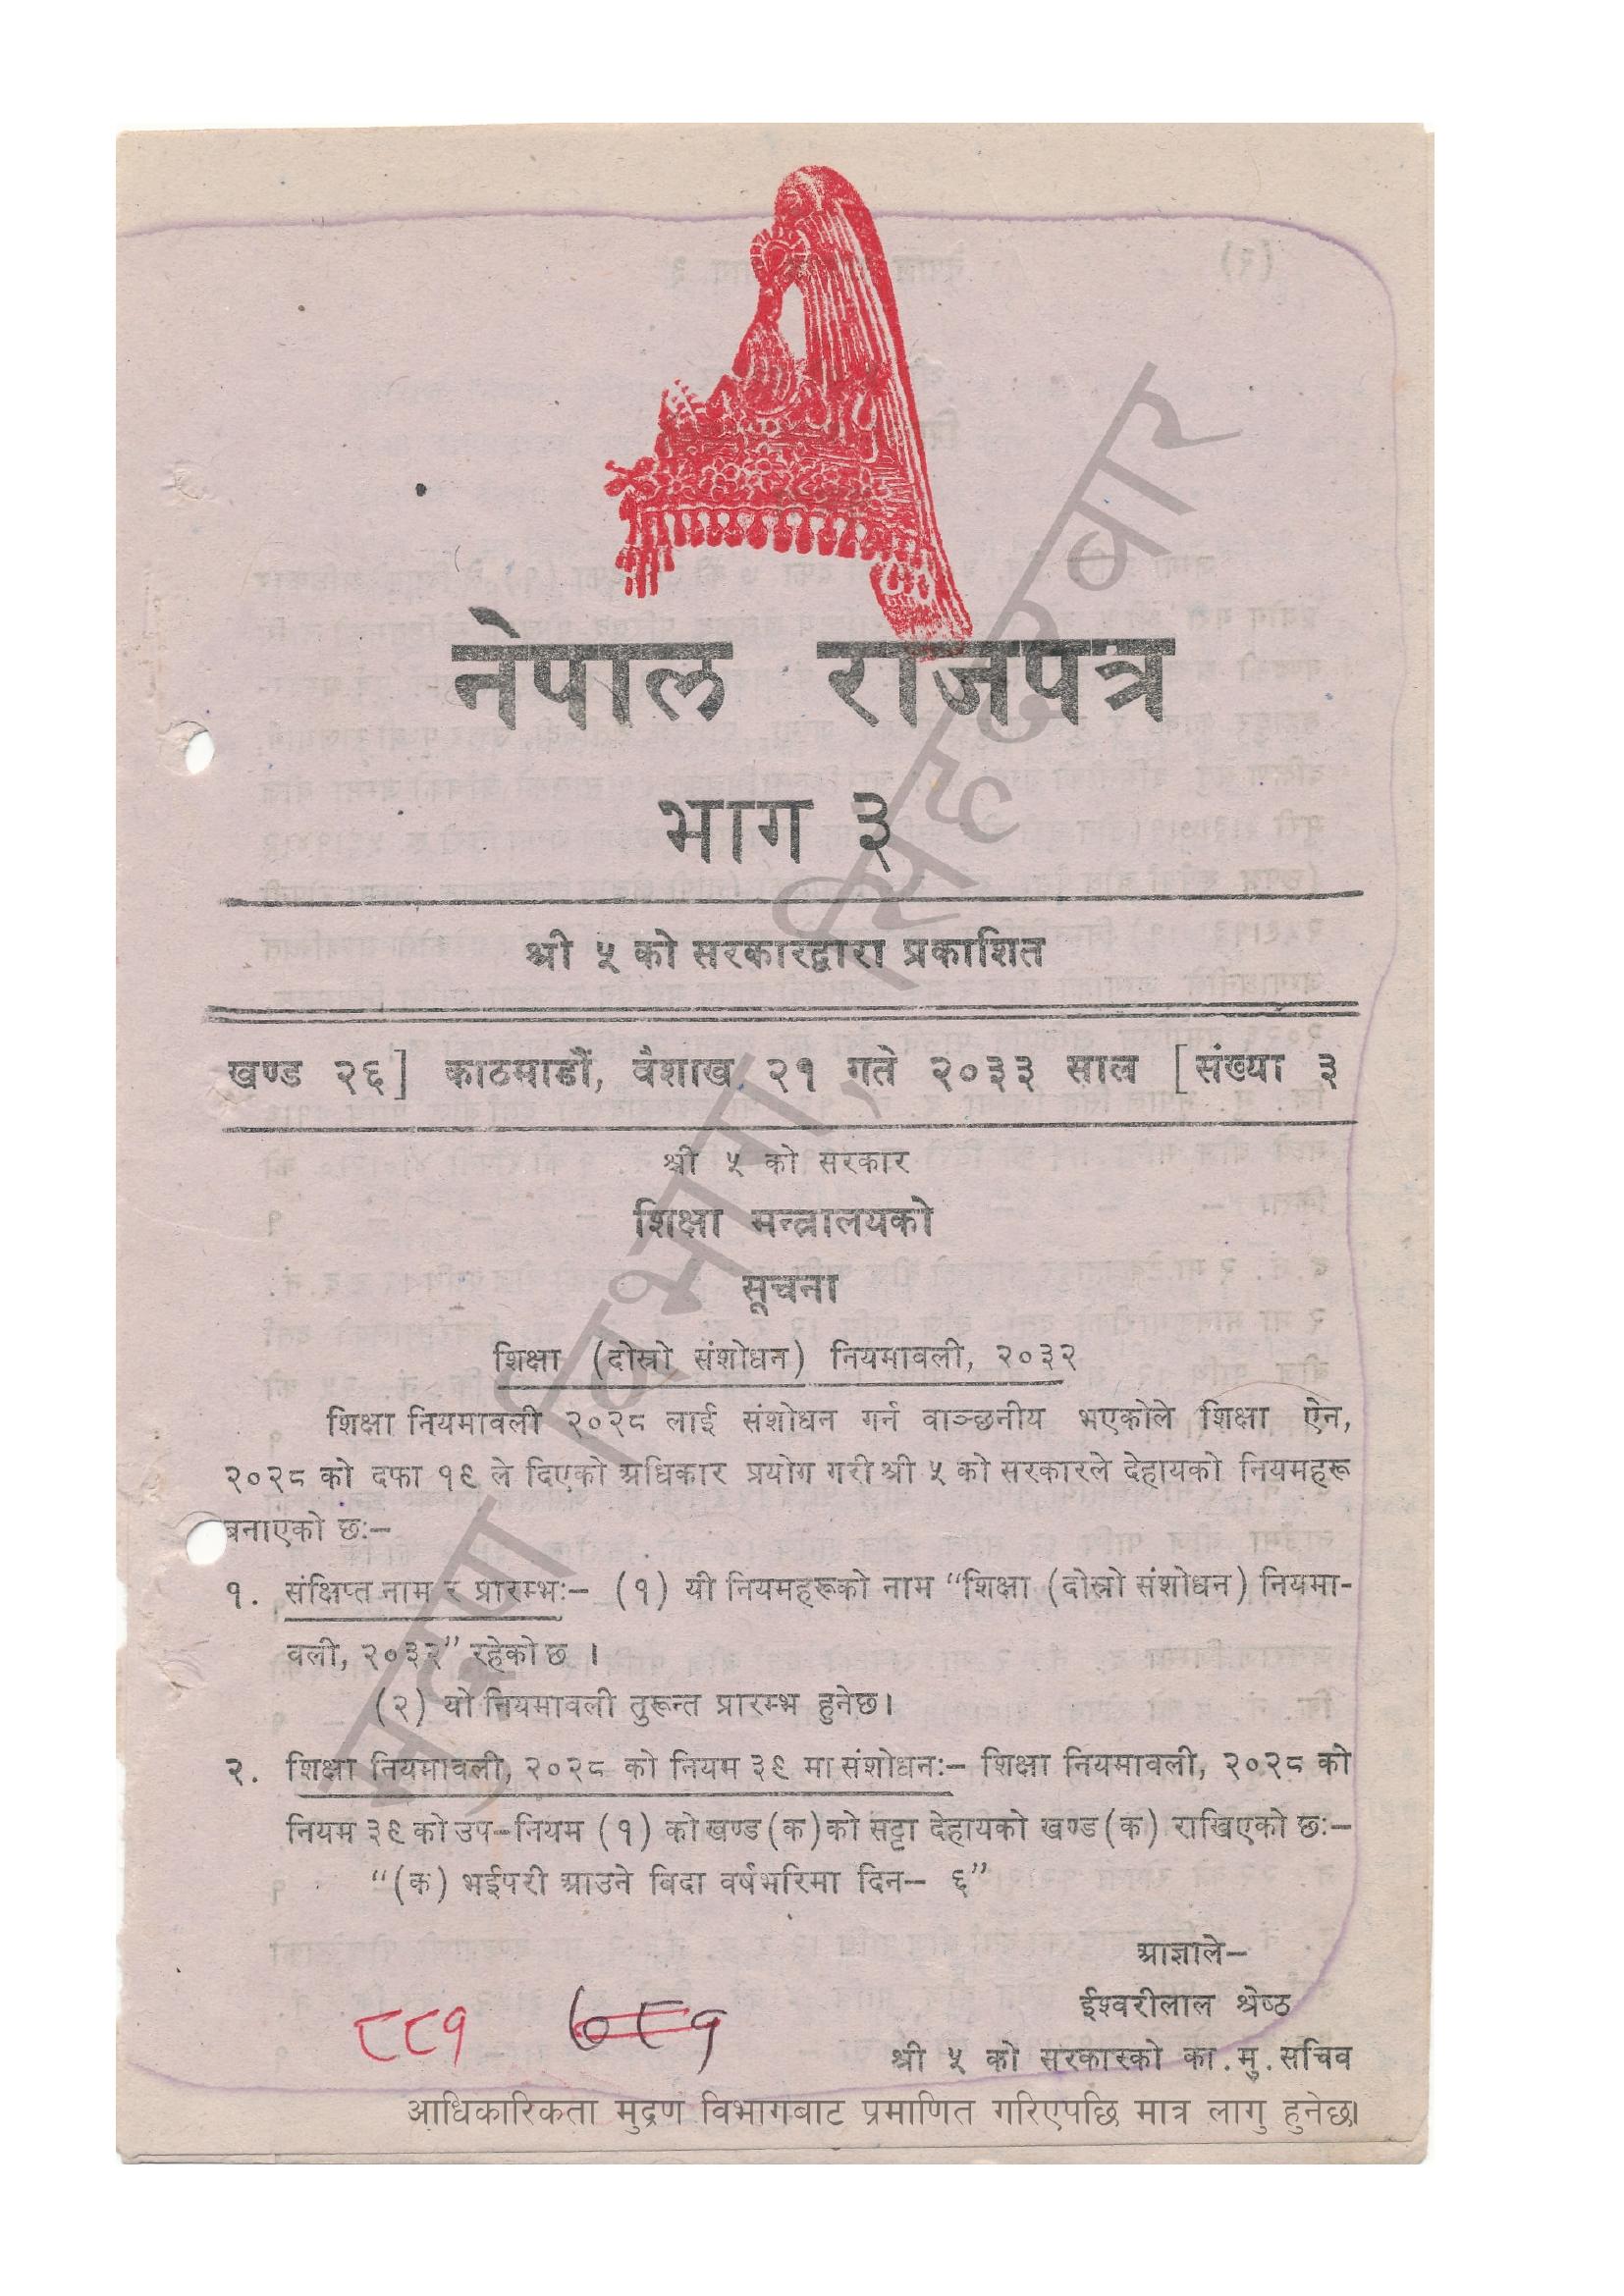 नेपाल राजपत्र
भाग ३
श्री ५ को सरकारद्वारा प्रकाशित
खण्ड २६] काठमाडौं, वैशाख २१ गते २०३३ साल [संख्या ३
श्री ५ को सरकार
शिक्षा मन्त्रालयको
सूचना
शिक्षा (दोस्रो संशोधन) नियमावली, २०३२
शिक्षा नियमावली २०२८ लाई संशोधन गर्न वाञ्छनीय भएकोले शिक्षा ऐन,
२०२८ को दफा १९ ले दिएको अधिकार प्रयोग गरी श्री ५ को सरकारले देहायको नियमहरू
बनाएको छः–
१. संक्षिप्त नाम र प्रारम्भः– (१) यी नियमहरूको नाम “शिक्षा (दोस्रो संशोधन) नियमा-
वली, २०३२” रहेको छ ।
(२) यो नियमावली तुरून्त प्रारम्भ हुनेछ।
२. शिक्षा नियमावली, २०२८ को नियम ३९ मा संशोधनः– शिक्षा नियमावली, २०२८ को
नियम ३९ को उप–नियम (१) को खण्ड (क) को सट्टा देहायको खण्ड (क) राखिएको छः–
“(क) भईपरी आउने बिदा वर्षभरिमा दिन– ६”
आज्ञाले–
ईश्वरीलाल श्रेष्ठ
८८१
श्री ५ को सरकारको का.मु.सचिव
आधिकारिकता मुद्रण विभागबाट प्रमाणित गरिएपछि मात्र लागु हुनेछ।
मुद्रण विभाग, सिंहदरबार